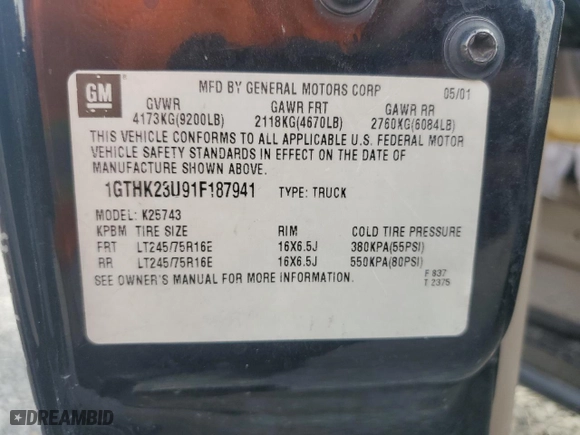 GM
MFD BY GENERAL MOTORS CORP 05/01
GVWR GAWR FRT GAWR RR
4173KG(9200LB) 2118KG(4670LB) 2760KG(6084LB)
THIS VEHICLE CONFORMS TO ALL APPLICABLE U.S. FEDERAL MOTOR
VEHICLE SAFETY STANDARDS IN EFFECT ON THE DATE OF
MANUFACTURE SHOWN ABOVE.
1GTHK23U91F187941 TYPE: TRUCK
MODEL: K25743
KPBM TIRE SIZE RIM COLD TIRE PRESSURE
FRT LT245/75R16E 16X6.5J 380KPA(55PSI)
RR LT245/75R16E 16X6.5J 550KPA(80PSI)
SEE OWNER'S MANUAL FOR MORE INFORMATION.
F 837
T 2375
DREAMBID